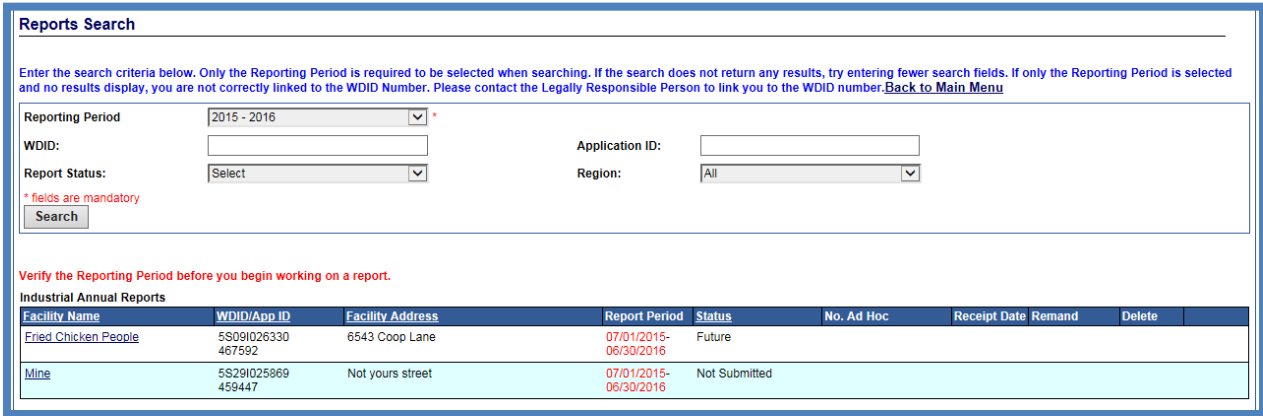 Reports Search
Enter the search criteria below. Only the Reporting Period is required to be selected when searching. If the search does not return any results, try entering fewer search fields. If only the Reporting Period is selected
and no results display, you are not correctly linked to the WDID Number. Please contact the Legally Responsible Person to link you to the WDID number.Back to Main Menu
Reporting Period 2015 - 2016 *
WDID: Application ID:
Report Status: Select Region: All
* fields are mandatory
Search
Verify the Reporting Period before you begin working on a report.
Industrial Annual Reports
Facility Name WDID/App ID Facility Address Report Period Status No. Ad Hoc Receipt Date Remand Delete
Fried Chicken People 5S09I026330 6543 Coop Lane 07/01/2015- Future
467592 06/30/2016
Mine 5S29I025869 Not yours street 07/01/2015- Not Submitted
459447 06/30/2016